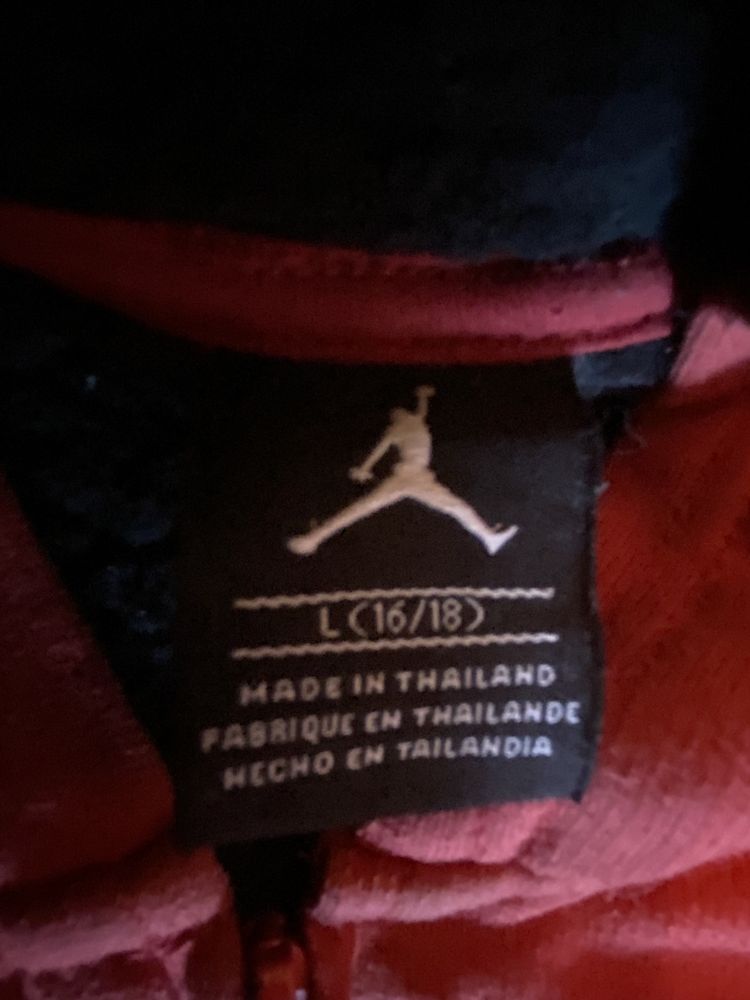 L (16/18)
MADE IN THAILAND
FABRIQUE EN THAILANDE
HECHO EN TAILANDIA